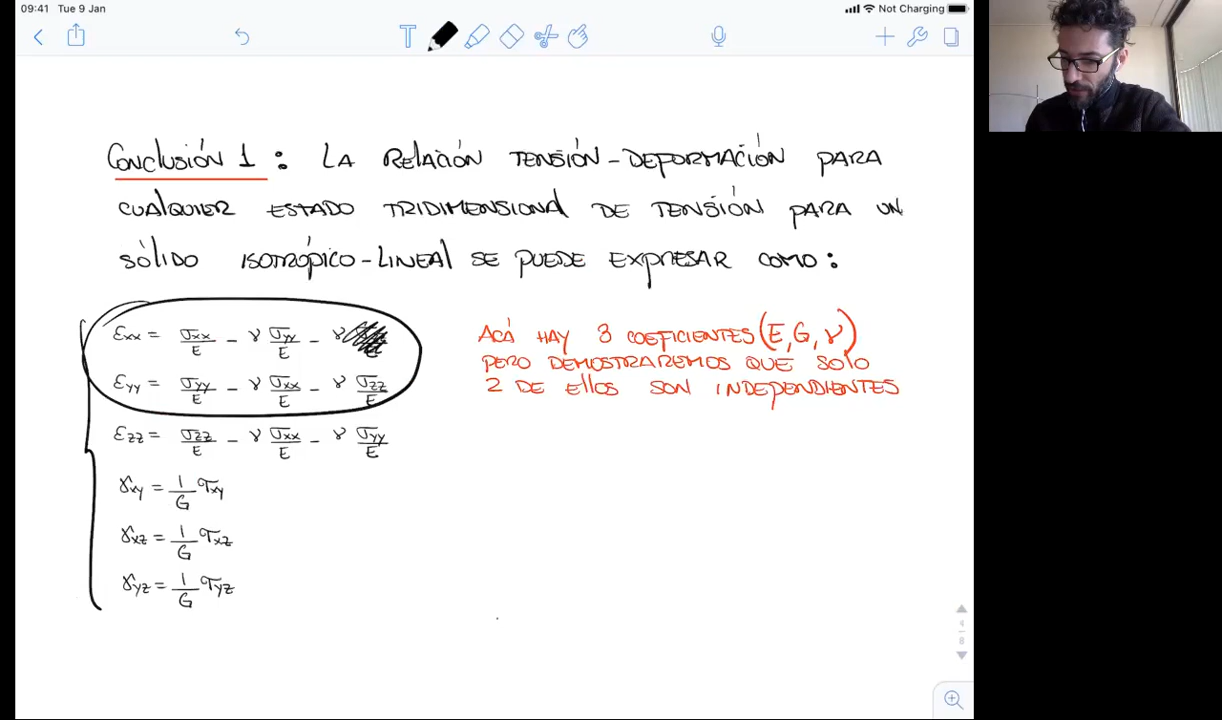 09:41 Tue 9 Jan
Not Charging
Conclusión 1: LA RELACIÓN TENSIÓN-DEFORMACIÓN PARA
CUALQUIER ESTADO TRIDIMENSIONAL DE TENSIÓN PARA UN
SÓLIDO ISOTRÓPICO-LINEAL SE PUEDE EXPRESAR COMO:
εxx = σxx/E - γ σyy/E - γ
εyy = σyy/E - γ σxx/E - γ σzz/E
εzz = σzz/E - γ σxx/E - γ σyy/E
γxy = 1/G τxy
γxz = 1/G τxz
γyz = 1/G τyz
ACÁ HAY 3 COEFICIENTES (E, G, γ)
PERO DEMOSTRAREMOS QUE SOLO
2 DE ELLOS SON INDEPENDIENTES
4
8